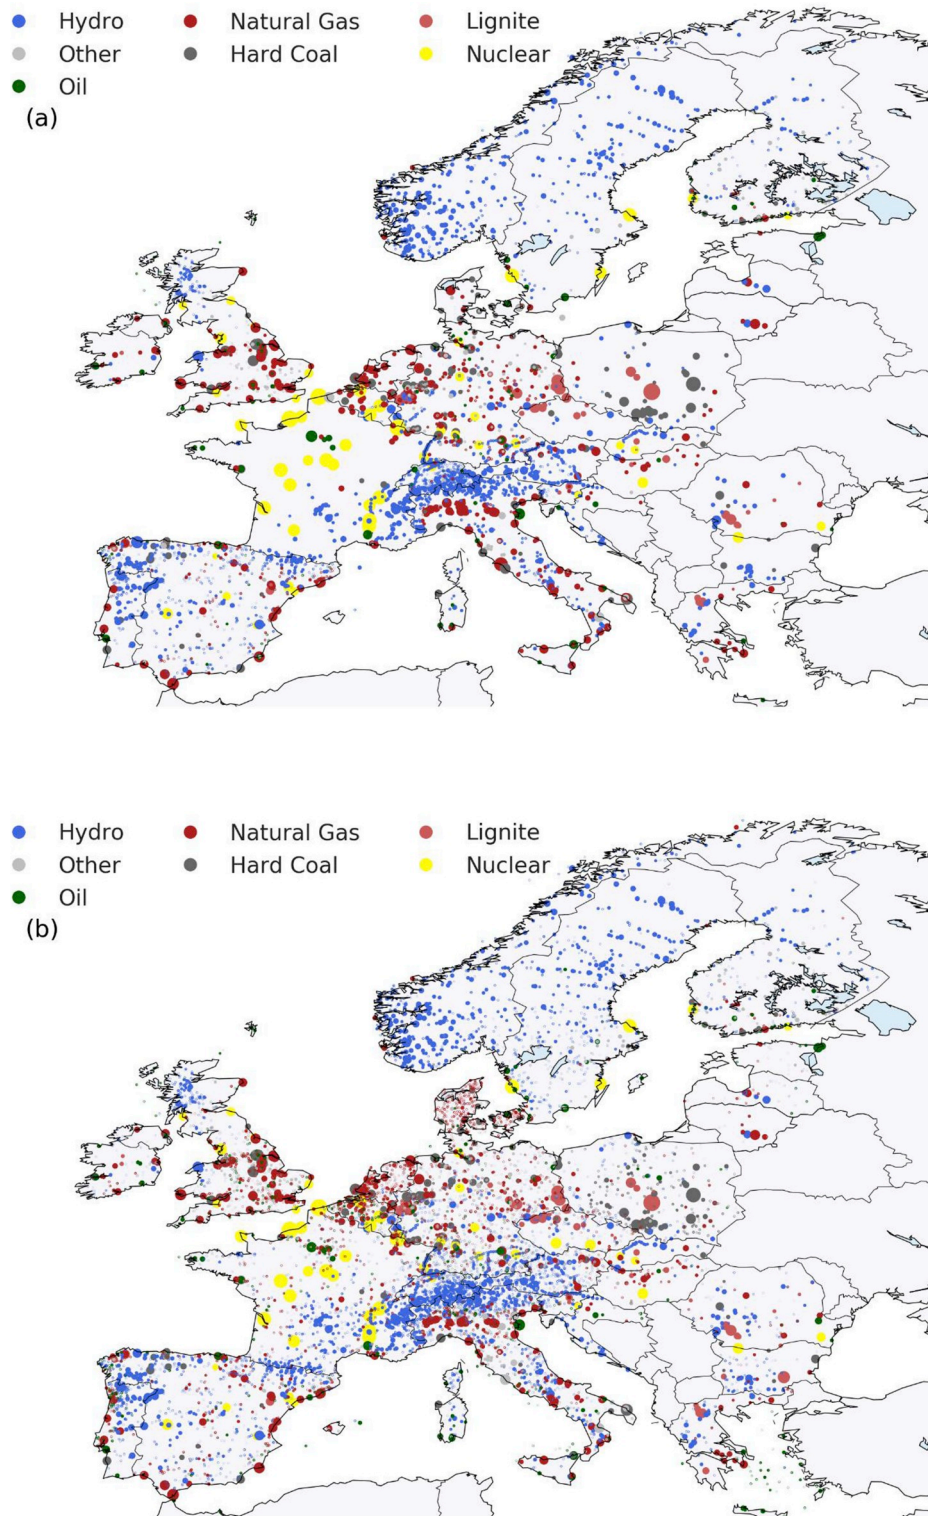 Hydro Natural Gas Lignite
Other Hard Coal Nuclear
Oil
(a)
Hydro Natural Gas Lignite
Other Hard Coal Nuclear
Oil
(b)